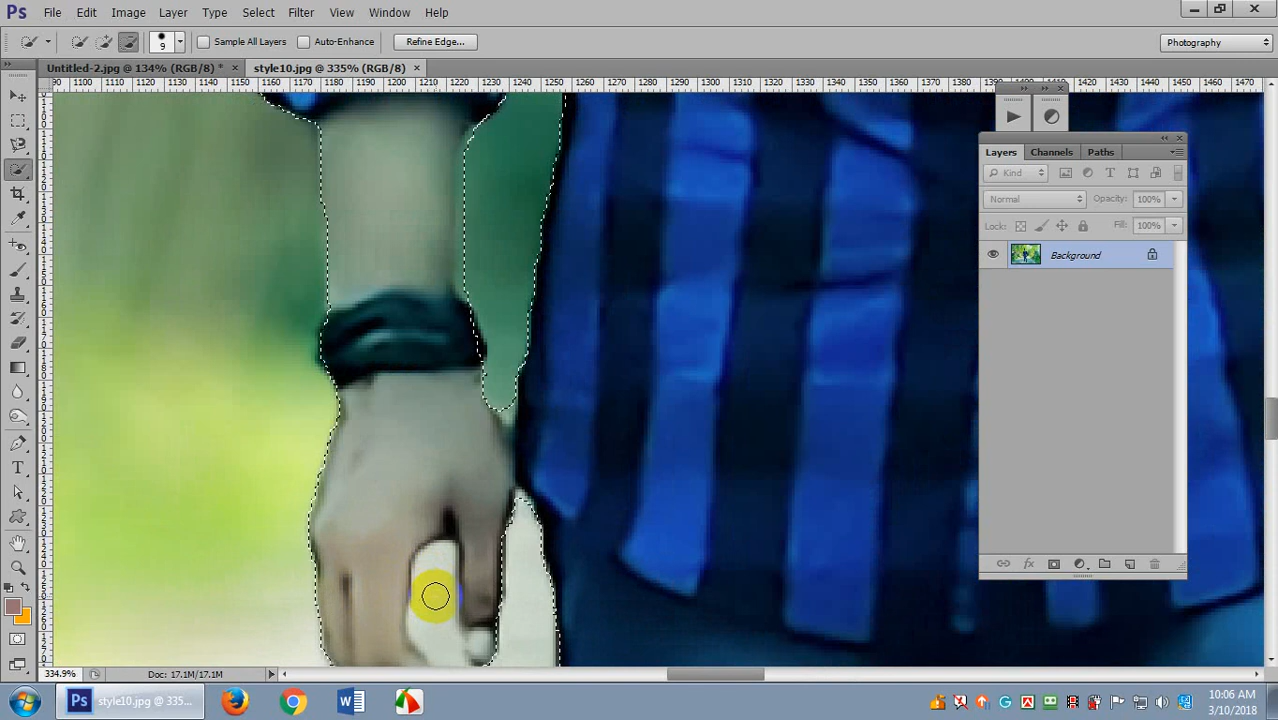 Ps File Edit Image Layer Type Select Filter View Window Help
9 Sample All Layers Auto-Enhance Refine Edge... Photography
Untitled-2.jpg @ 134% (RGB/8) * × style10.jpg @ 335% (RGB/8) ×
1110 1120 1130 1140 1150 1160 1170 1180 1190 1200 1210 1220 1230 1240 1250 1260 1270 1280 1290 1300 1310 1320 1330 1340 1350 1360 1370 1380 1390 1400 1410 1420 1430 1440 1450 1460 1470
Layers Channels Paths
Kind
Normal Opacity: 100%
Lock: Fill: 100%
Background
334.9% Doc: 17.1M/17.1M
Ps style10.jpg @ 335...
10:06 AM
3/10/2018